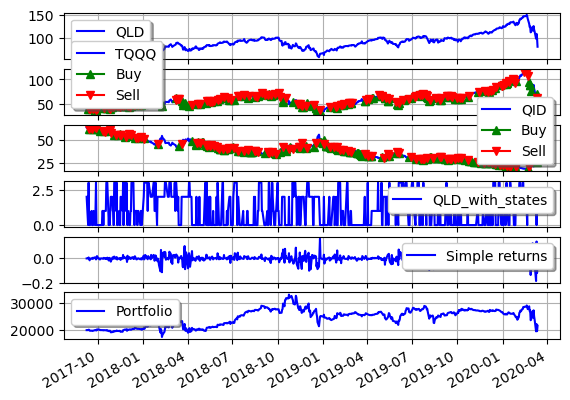 150
100
QLD
TQQQ
Buy
Sell
100
50
QID
Buy
Sell
50
25
2.5
0.0
QLD_with_states
0.0
−0.2
Simple returns
30000
20000
Portfolio
2017-10
2018-01
2018-04
2018-07
2018-10
2019-01
2019-04
2019-07
2019-10
2020-01
2020-04